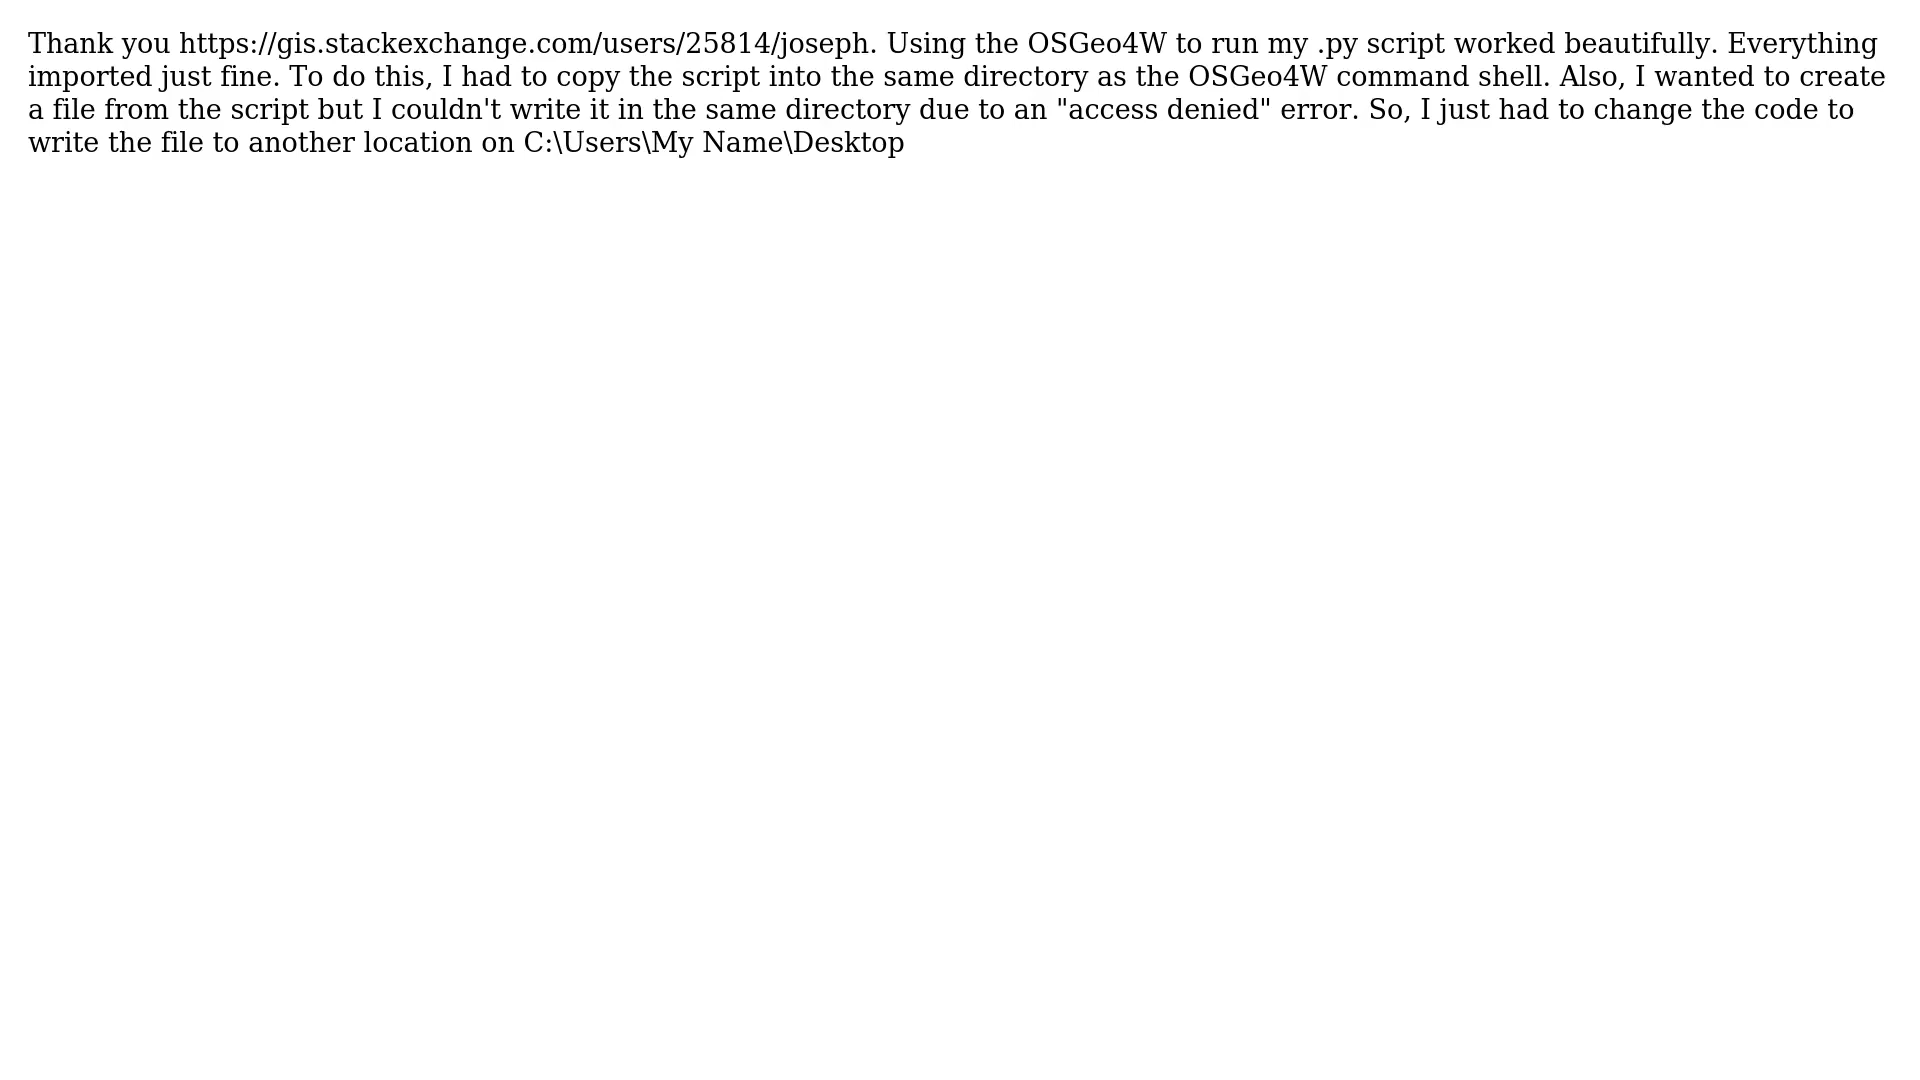 Thank you https://gis.stackexchange.com/users/25814/joseph. Using the OSGeo4W to run my .py script worked beautifully. Everything
imported just fine. To do this, I had to copy the script into the same directory as the OSGeo4W command shell. Also, I wanted to create
a file from the script but I couldn't write it in the same directory due to an "access denied" error. So, I just had to change the code to
write the file to another location on C:\Users\My Name\Desktop